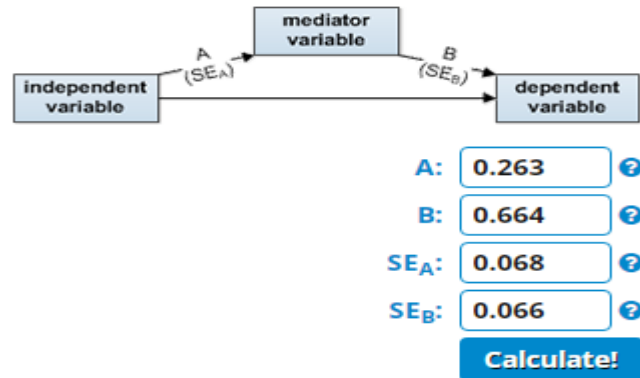 mediator
variable
A
(SEA)
B
(SEB)
independent
variable
dependent
variable
A: 0.263 ?
B: 0.664 ?
SEA: 0.068 ?
SEB: 0.066 ?
Calculate!